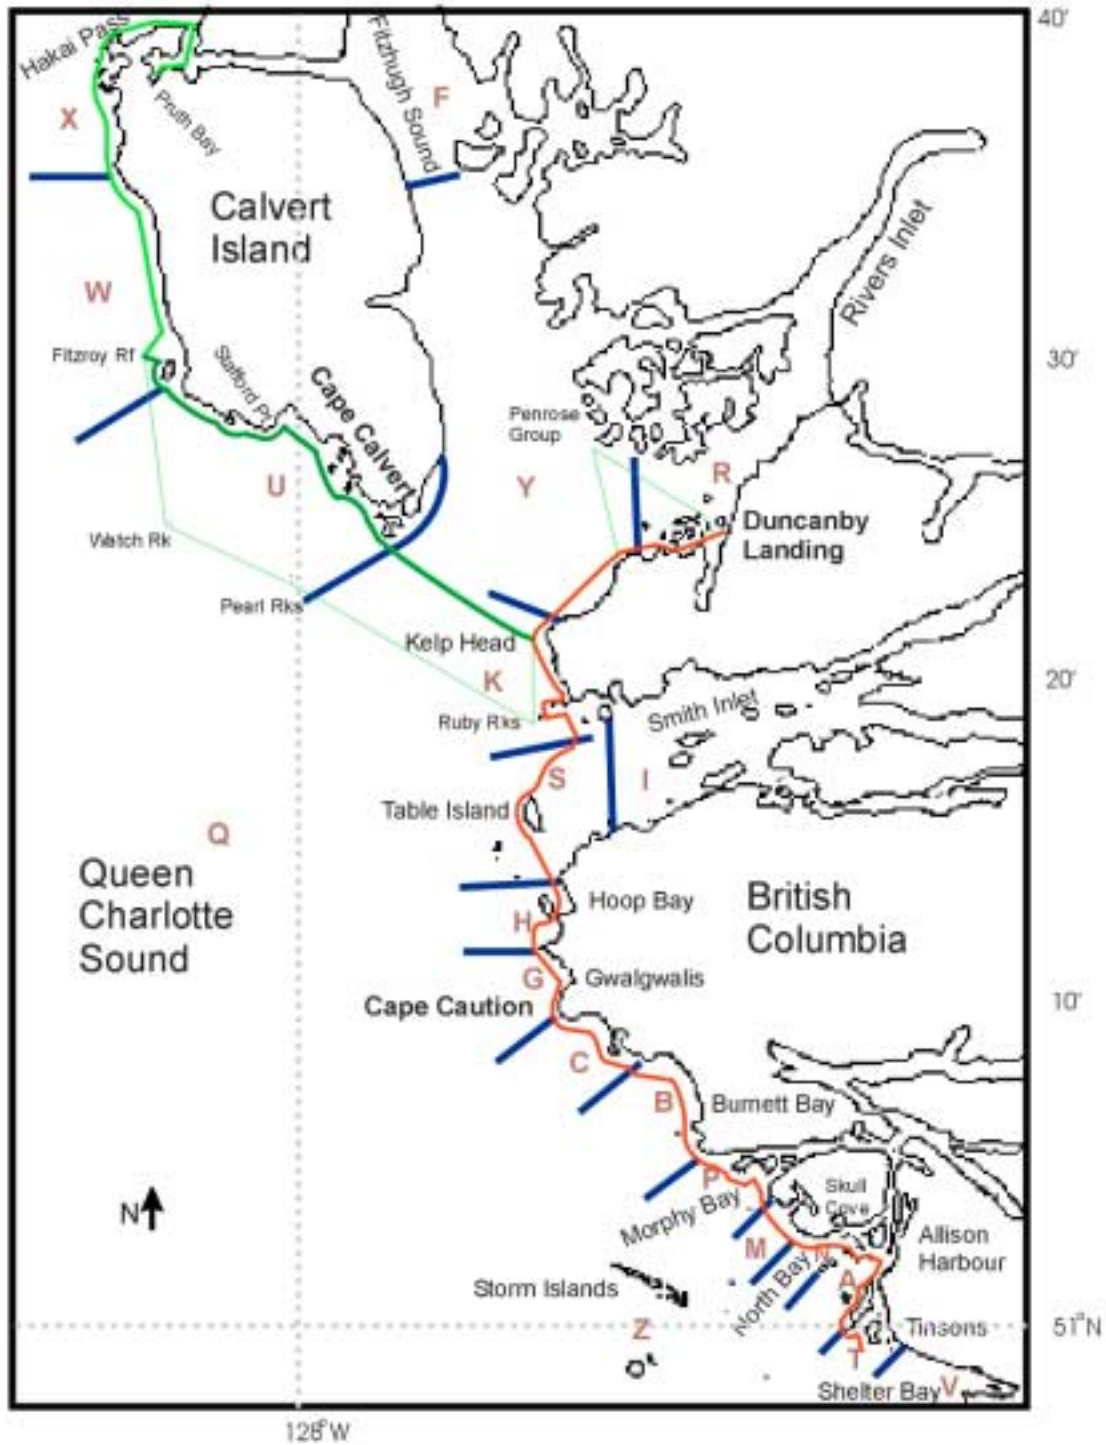 40'
Hakai Pass
Fitzhugh Sound
F
X
Pruth Bay
Calvert
Island
Rivers Inlet
W
Fitzroy Rf
30'
Stafford Pt
Cape Calvert
Penrose
Group
R
U
Y
Duncanby
Landing
Watch Rk
Pearl Rks
Kelp Head
K
20'
Ruby Rks
Smith Inlet
S
I
Table Island
Q
Queen
Charlotte
Sound
British
Columbia
Hoop Bay
H
G
Gwalgwalis
Cape Caution
10'
C
B
Burnett Bay
P
Skull
Cove
N
Morphy Bay
M
N
Allison
Harbour
A
North Bay
Storm Islands
Z
Tinsons
51°N
T
Shelter Bay
V
128°W